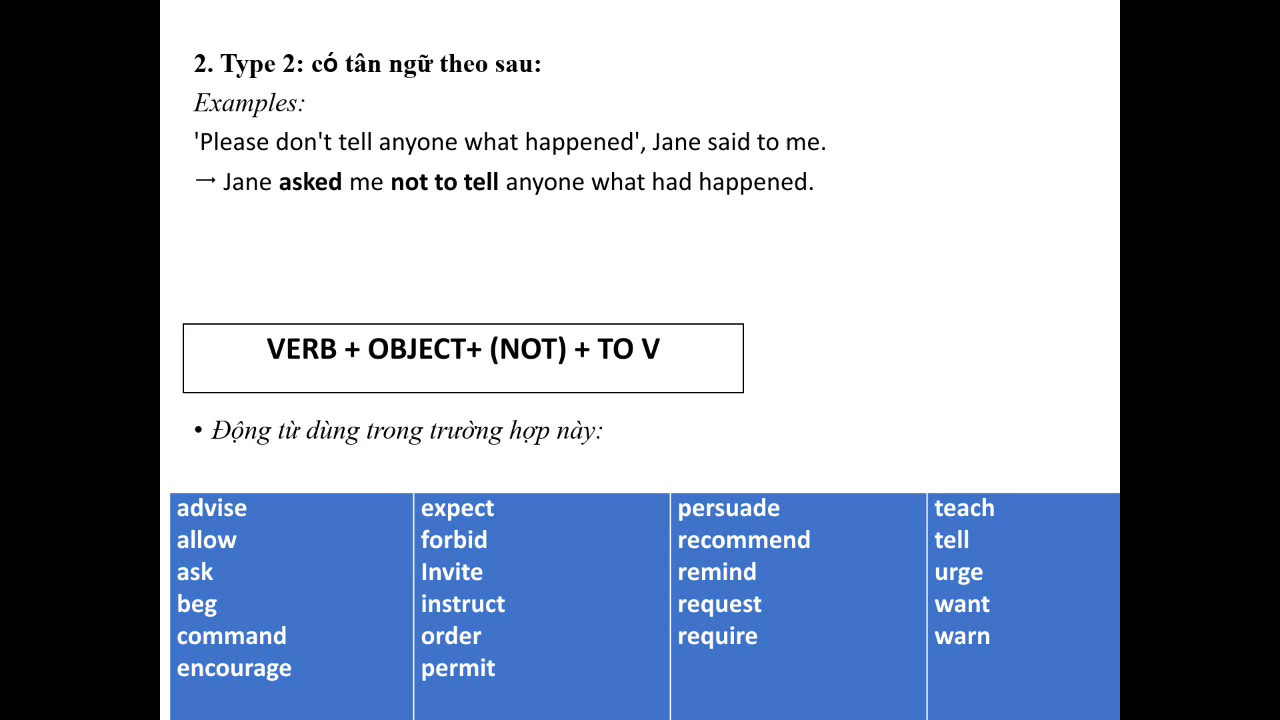 2. Type 2: có tân ngữ theo sau:
Examples:
'Please don't tell anyone what happened', Jane said to me.
→ Jane asked me not to tell anyone what had happened.
VERB + OBJECT+ (NOT) + TO V
• Động từ dùng trong trường hợp này:
advise
allow
ask
beg
command
encourage
expect
forbid
Invite
instruct
order
permit
persuade
recommend
remind
request
require
teach
tell
urge
want
warn